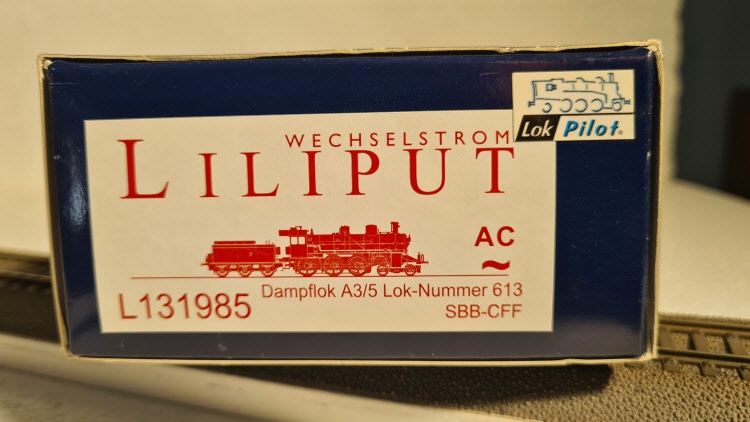 WECHSELSTROM
LILIPUT
Lok Pilot
AC
~
Dampflok A3/5 Lok-Nummer 613
L131985
SBB-CFF